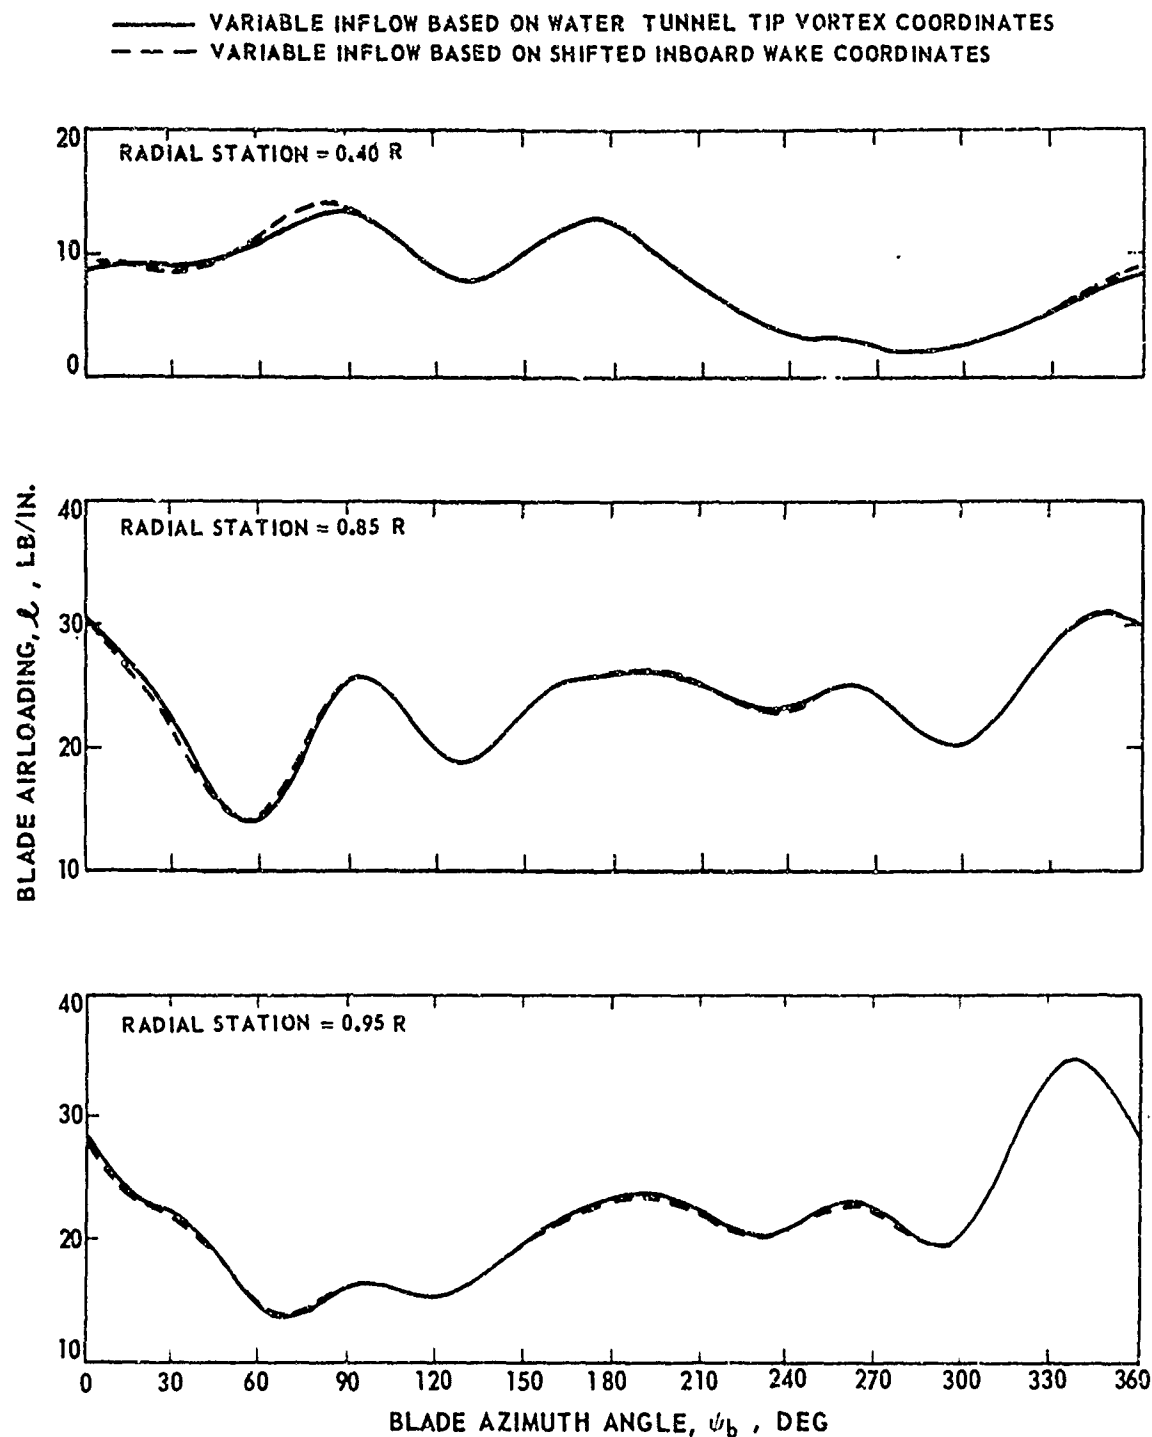 VARIABLE INFLOW BASED ON WATER TUNNEL TIP VORTEX COORDINATES
VARIABLE INFLOW BASED ON SHIFTED INBOARD WAKE COORDINATES
20
RADIAL STATION = 0.40 R
10
0
BLADE AIRLOADING, ℓ , LB/IN.
40
RADIAL STATION = 0.85 R
30
20
10
40
RADIAL STATION = 0.95 R
30
20
10
0 30 60 90 120 150 180 210 240 270 300 330 360
BLADE AZIMUTH ANGLE, ψb , DEG